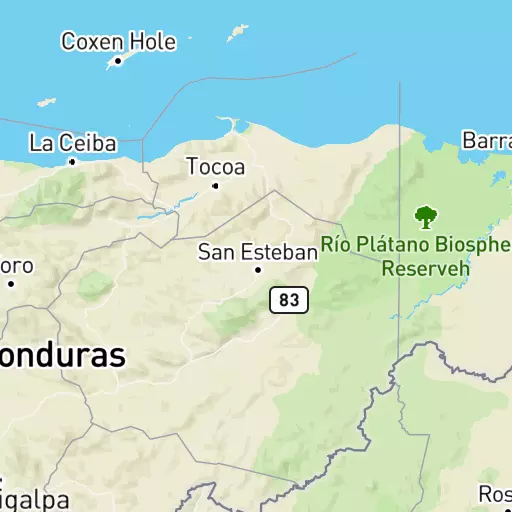 Coxen Hole
La Ceiba
Barra
Tocoa
Río Plátano Biosphe
Reserveh
San Esteban
oro
83
onduras
igalpa
Ros